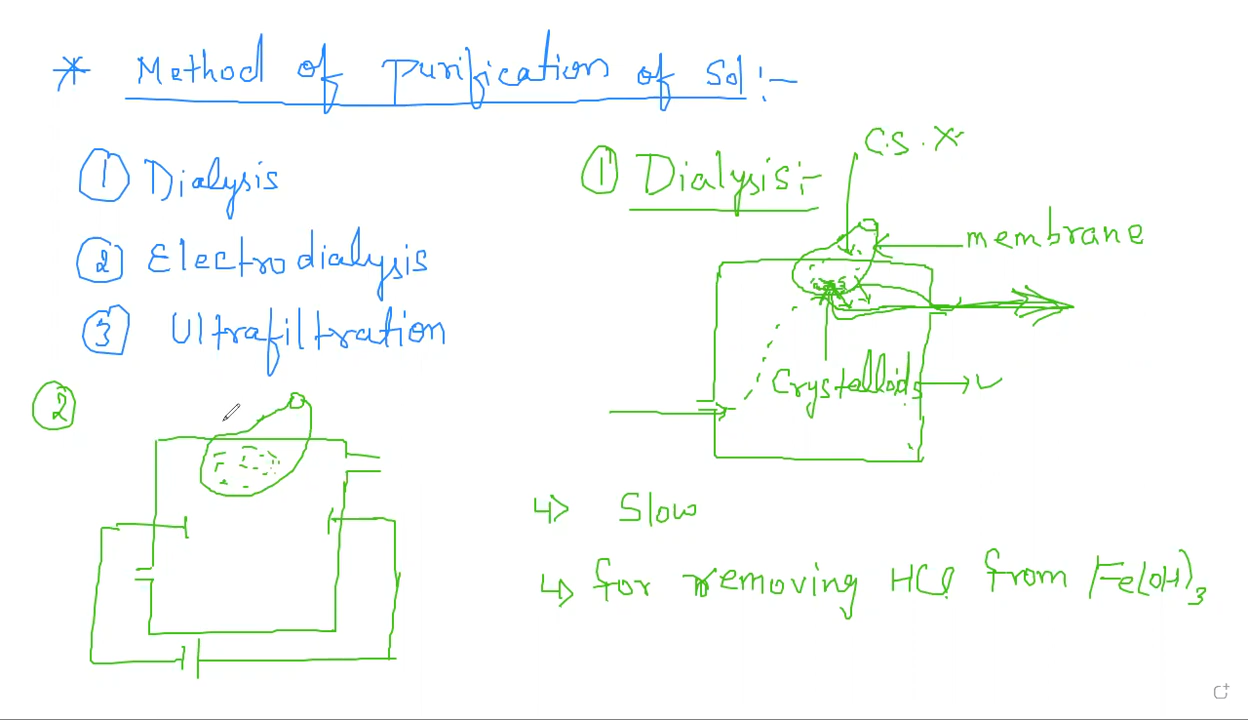 * Method of Purification of Sol :-
① Dialysis
② Electrodialysis
③ Ultrafiltration
① Dialysis :-
C.S. X
membrane
Crystalloids → ✓
↳ Slow
↳ for removing HCl from Fe(OH)₃
②